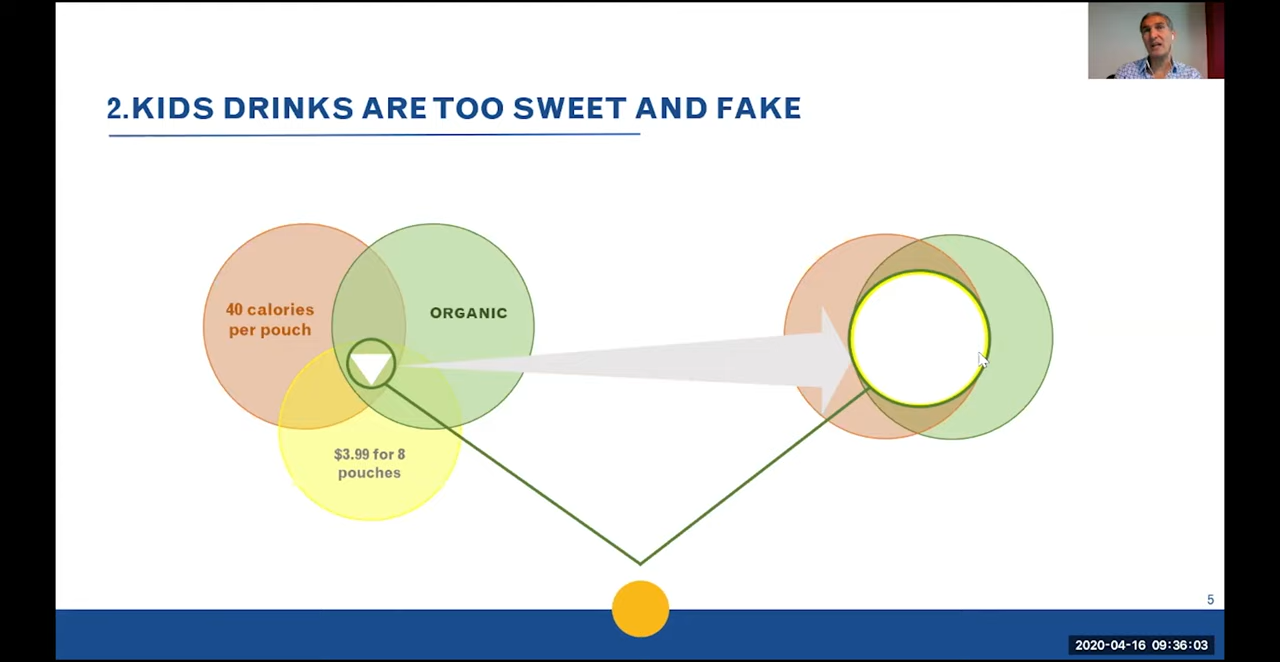 2.KIDS DRINKS ARE TOO SWEET AND FAKE
40 calories
per pouch
ORGANIC
$3.99 for 8
pouches
5
2020-04-16 09:36:03